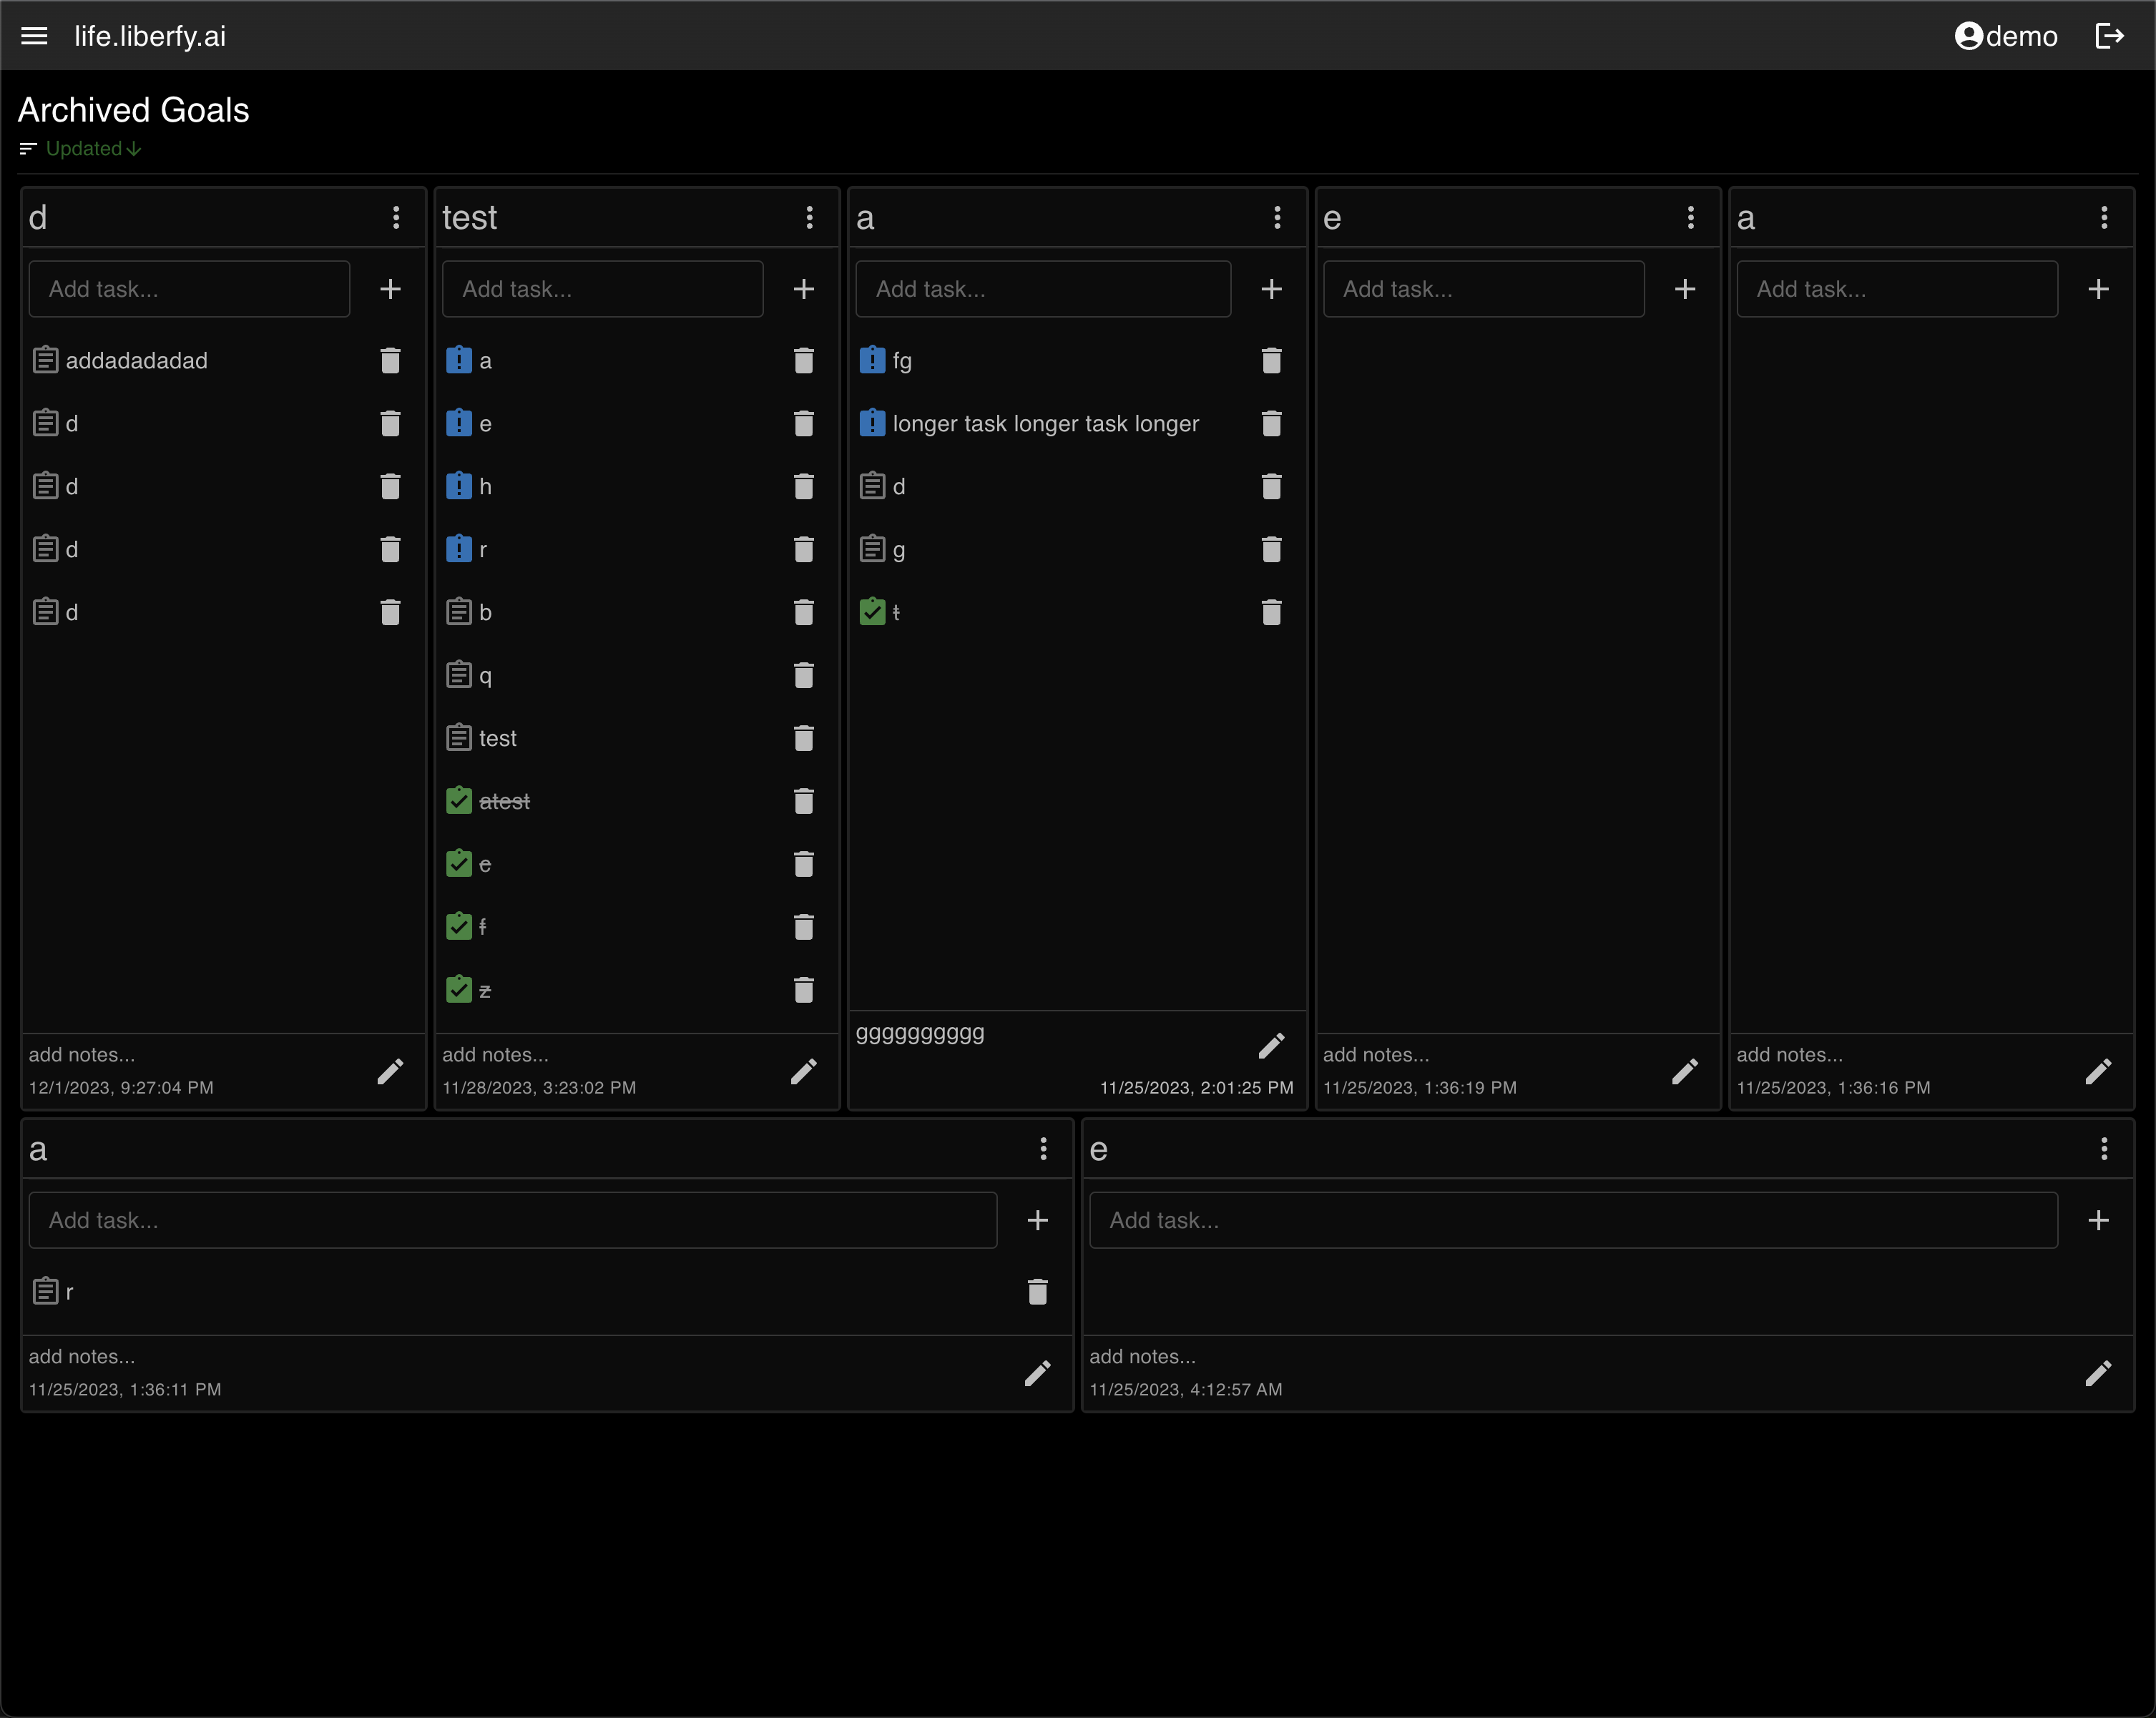 life.liberfy.ai
demo
Archived Goals
Updated
d
Add task...
addadadadad
d
d
d
d
add notes...
12/1/2023, 9:27:04 PM
test
Add task...
a
e
h
r
b
q
test
atest
e
f
z
add notes...
11/28/2023, 3:23:02 PM
a
Add task...
fg
longer task longer task longer
d
g
t
gggggggggg
11/25/2023, 2:01:25 PM
e
Add task...
add notes...
11/25/2023, 1:36:19 PM
a
Add task...
add notes...
11/25/2023, 1:36:16 PM
a
Add task...
r
add notes...
11/25/2023, 1:36:11 PM
e
Add task...
add notes...
11/25/2023, 4:12:57 AM